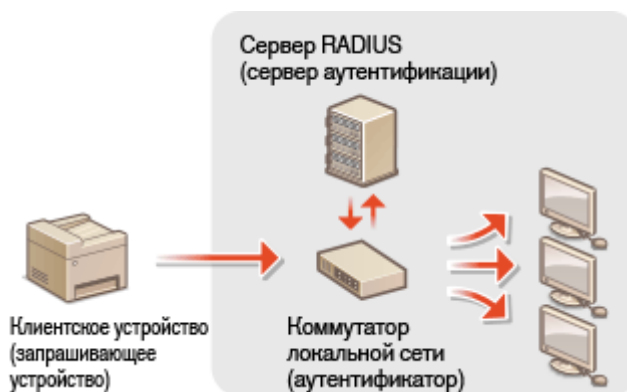 Сервер RADIUS
(сервер аутентификации)
Клиентское устройство
(запрашивающее
устройство)
Коммутатор
локальной сети
(аутентификатор)